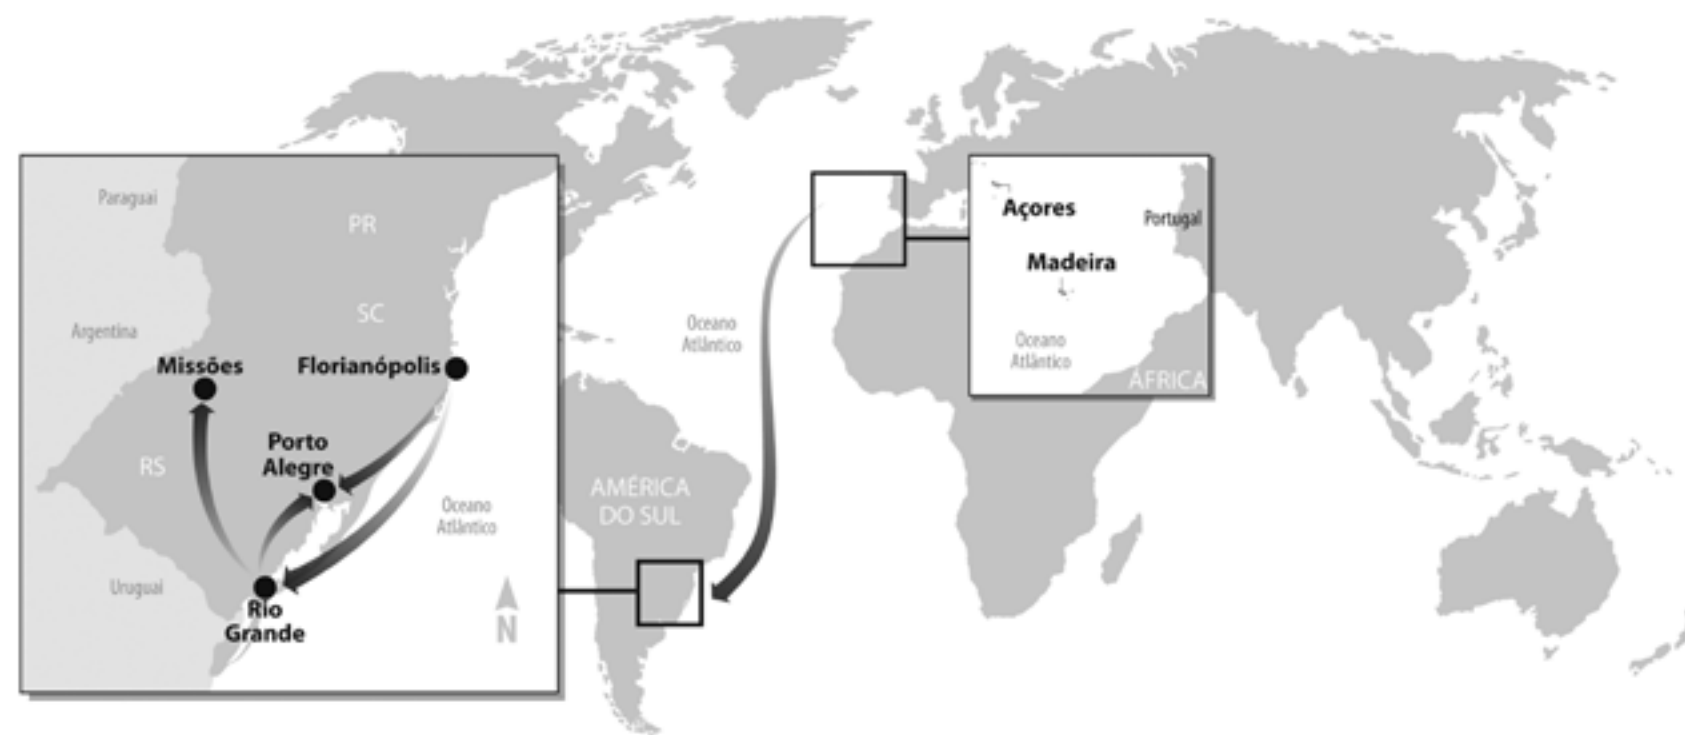 Paraguai
PR
SC
Argentina
Missões
Florianópolis
Porto
Alegre
RS
Oceano
Atlântico
Uruguai
Rio
Grande
N
Oceano
Atlântico
AMÉRICA
DO SUL
Açores
Portugal
Madeira
Oceano
Atlântico
ÁFRICA